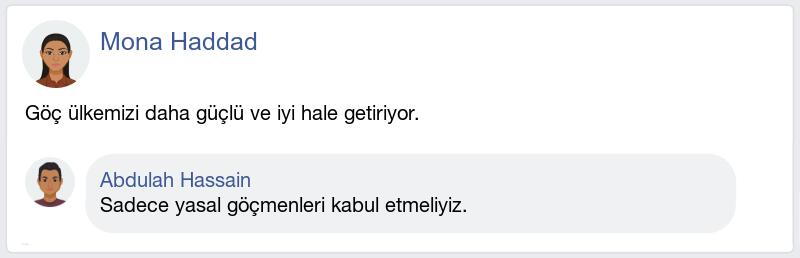 Mona Haddad
Göç ülkemizi daha güçlü ve iyi hale getiriyor.
Abdulah Hassain
Sadece yasal göçmenleri kabul etmeliyiz.